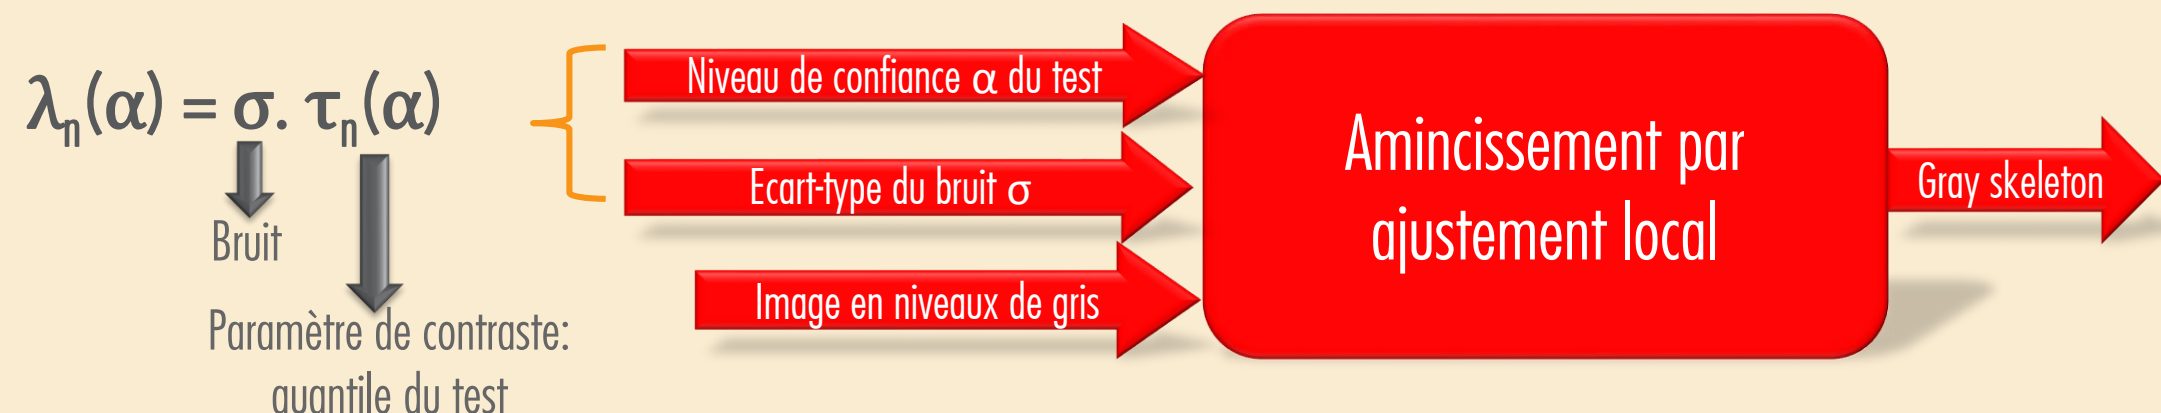 λn(α) = σ. τn(α)
Bruit
Paramètre de contraste:
quantile du test
Niveau de confiance α du test
Ecart-type du bruit σ
Image en niveaux de gris
Amincissement par
ajustement local
Gray skeleton